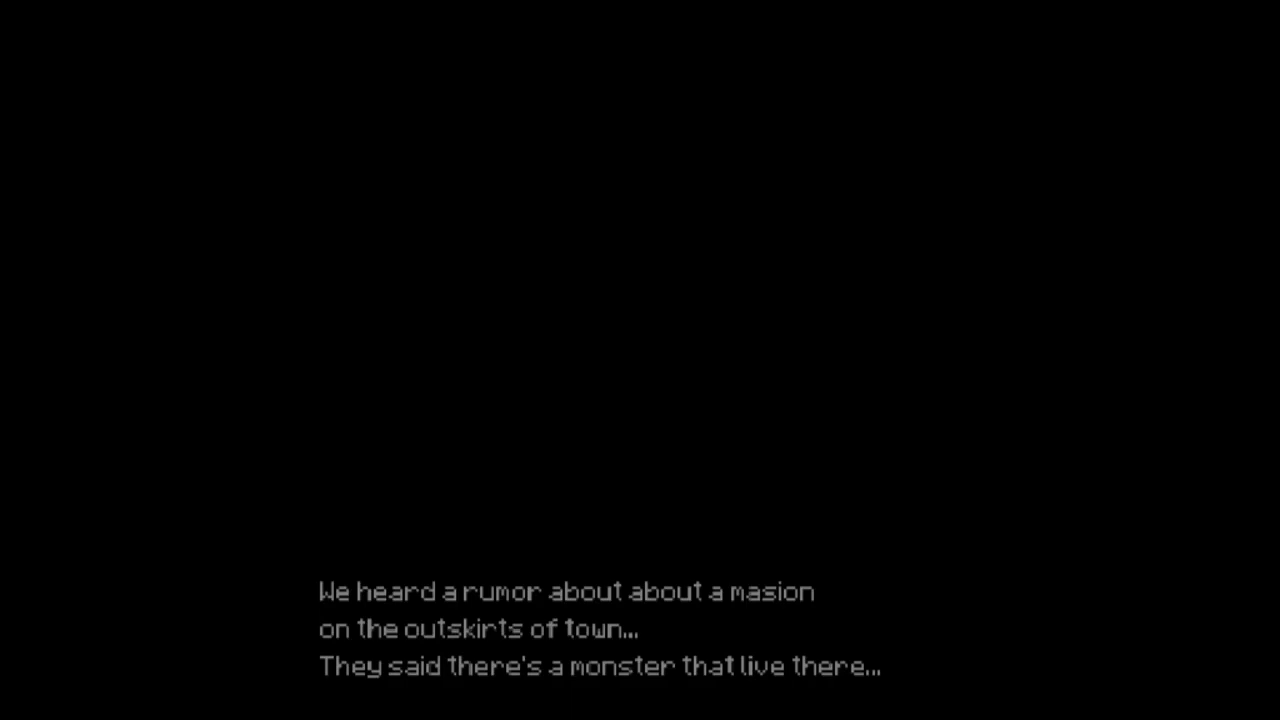 We heard a rumor about about a masion
on the outskirts of town...
They said there's a monster that live there...